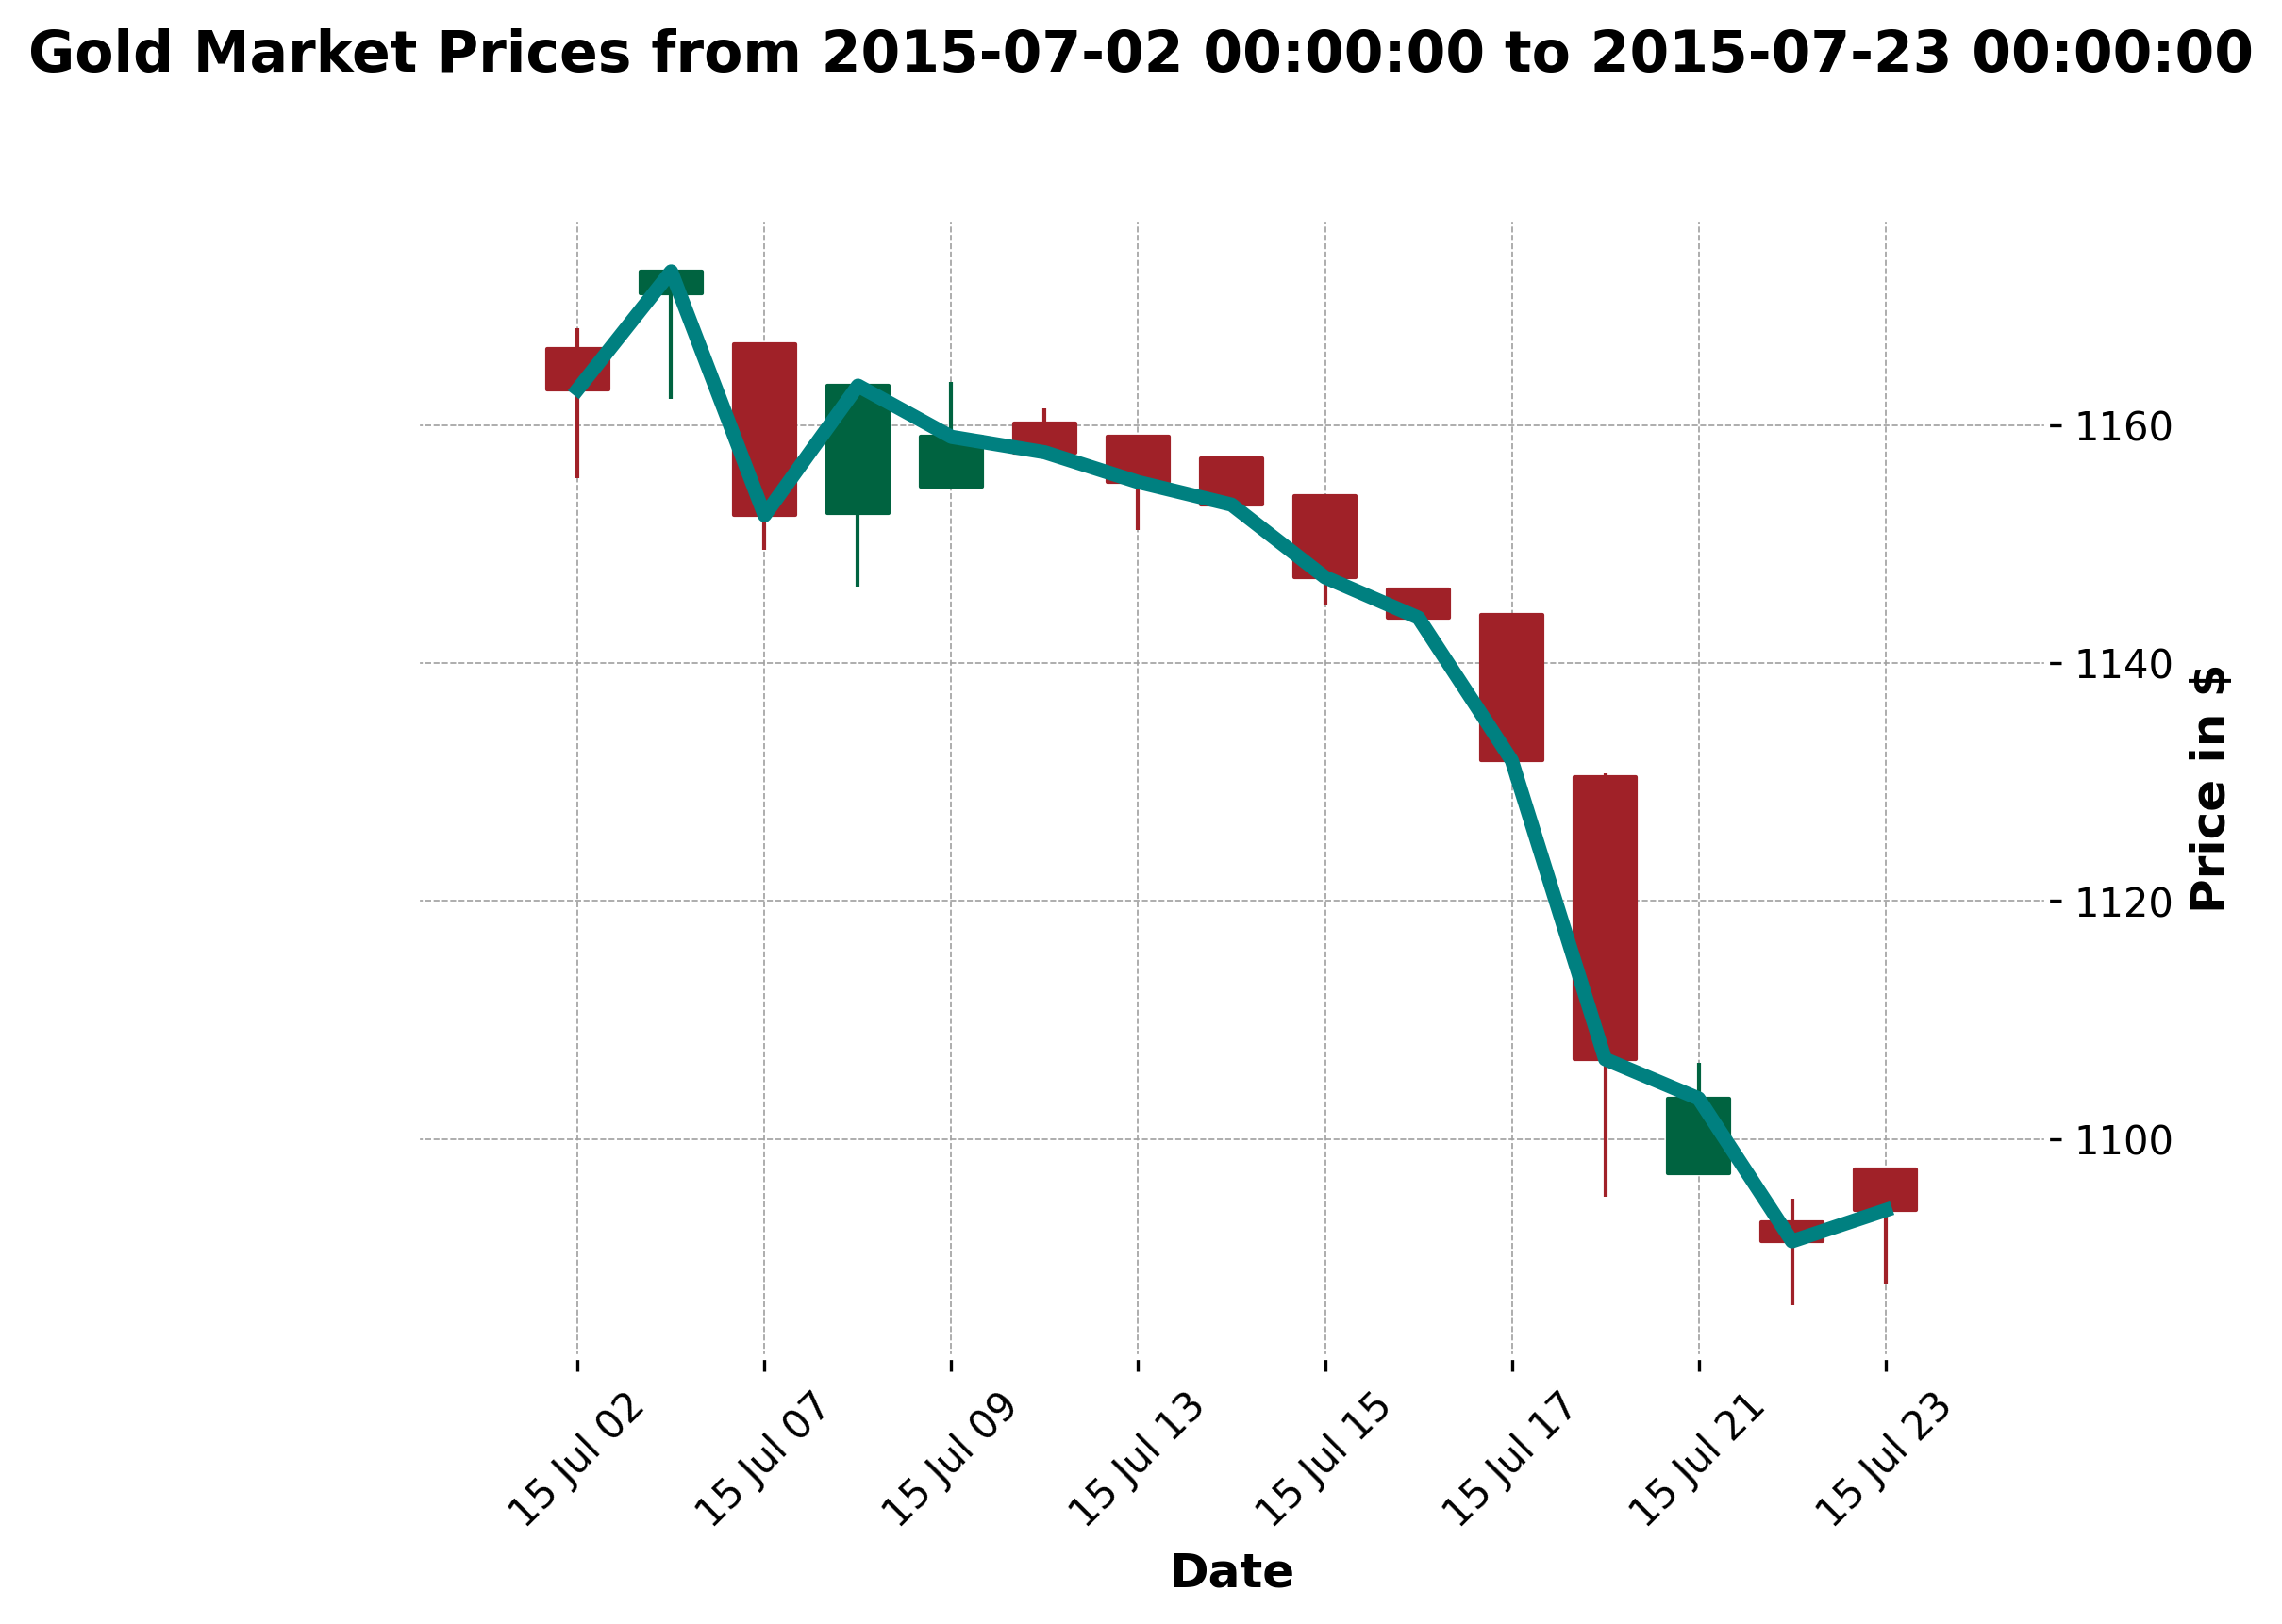 Gold Market Prices from 2015-07-02 00:00:00 to 2015-07-23 00:00:00
1160
1140
1120
1100
Price in $
15 Jul 02
15 Jul 07
15 Jul 09
15 Jul 13
15 Jul 15
15 Jul 17
15 Jul 21
15 Jul 23
Date